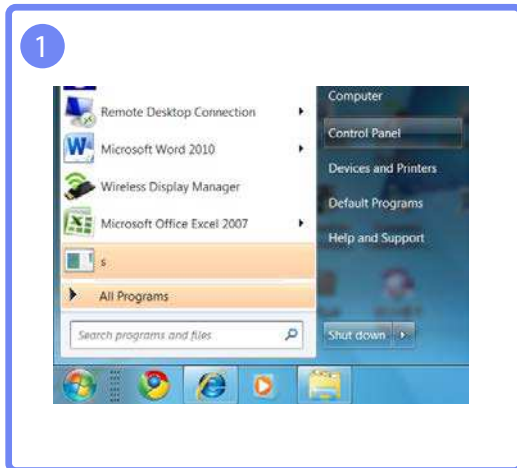 1
Remote Desktop Connection
Microsoft Word 2010
Wireless Display Manager
Microsoft Office Excel 2007
s
All Programs
Search programs and files
Computer
Control Panel
Devices and Printers
Default Programs
Help and Support
Shut down